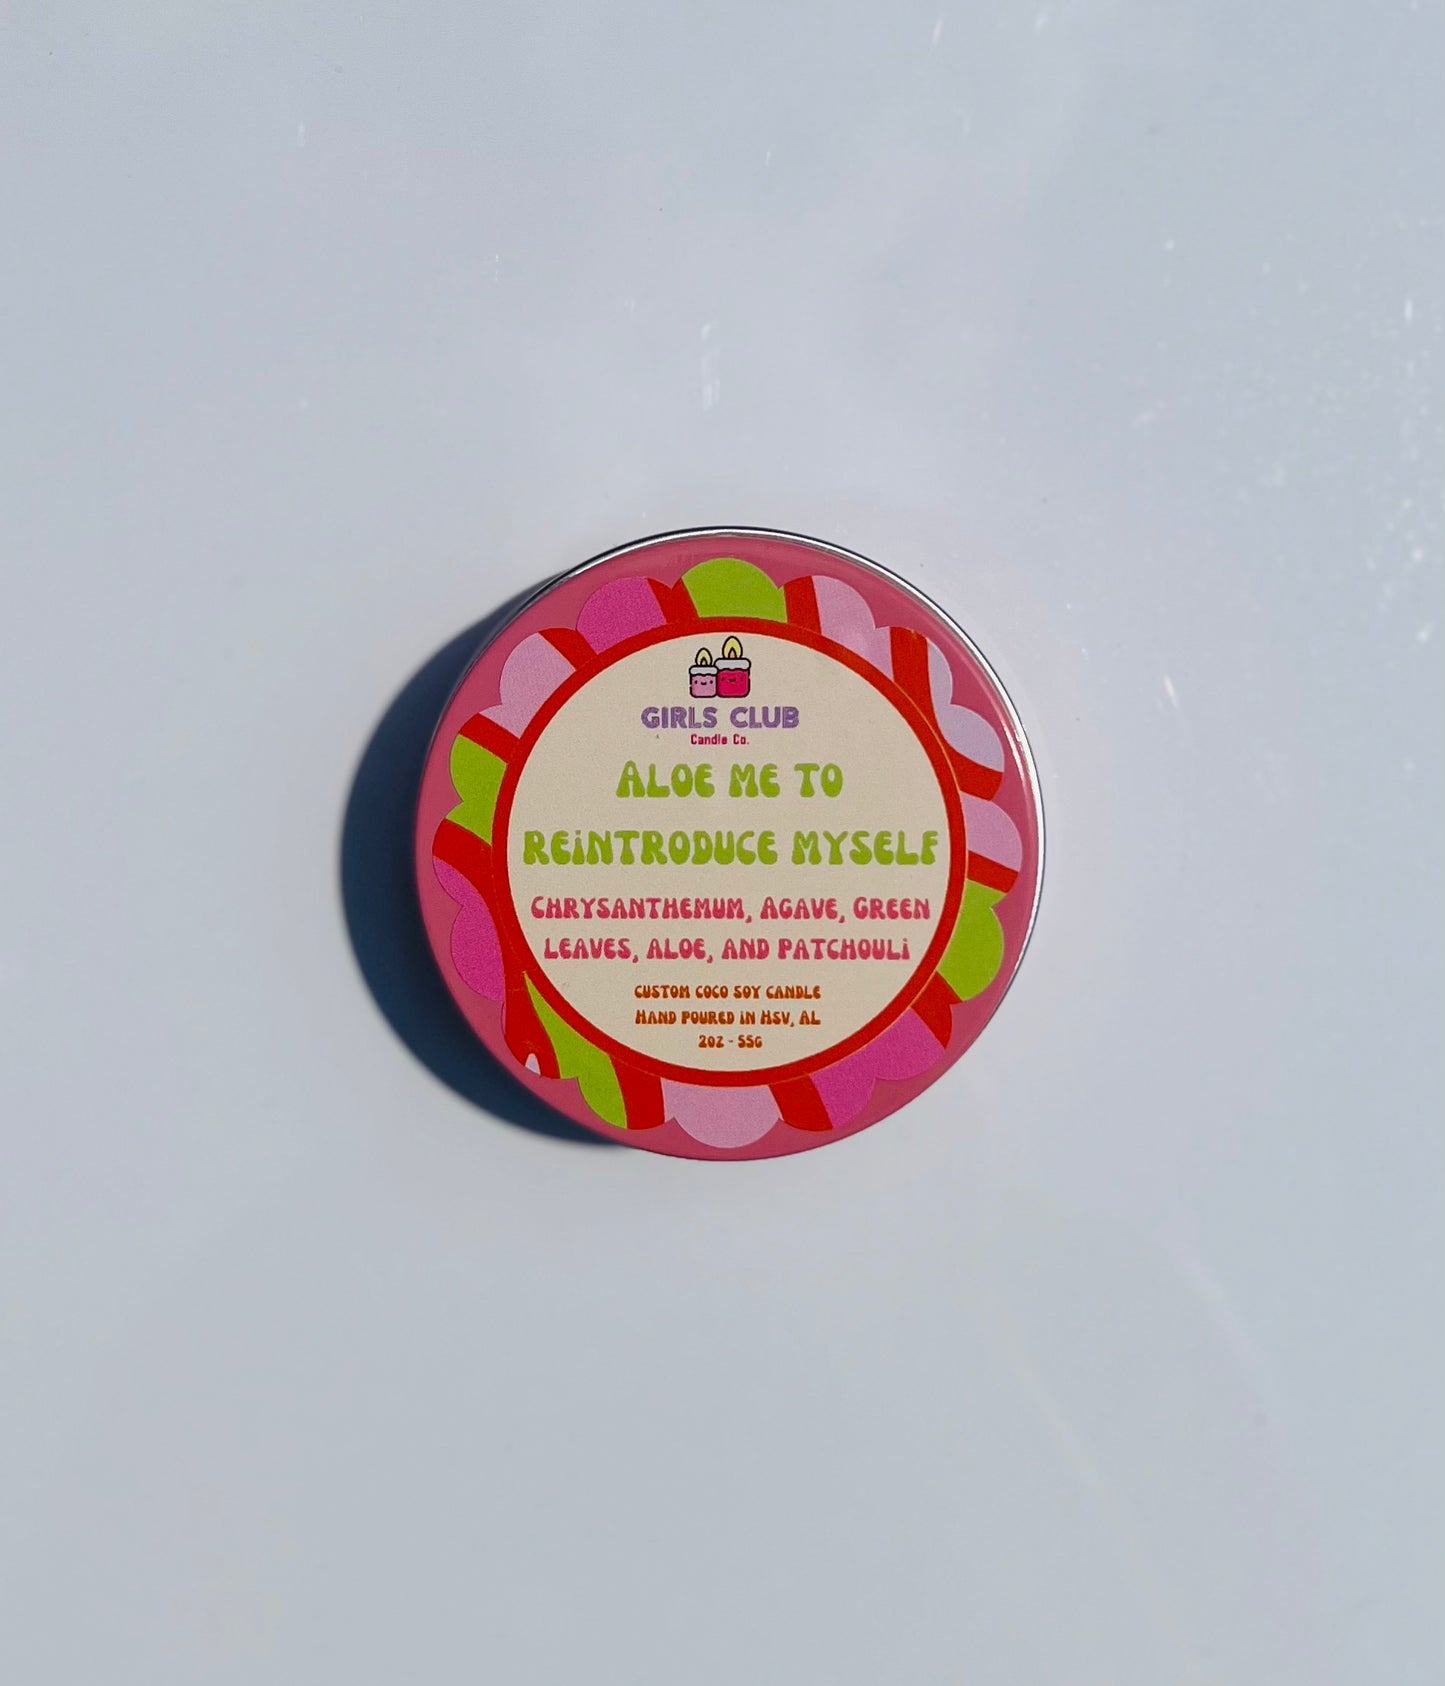 GIRLS CLUB
Candle Co.
ALOE ME TO
REiNTRODUCE MYSELF
CHRYSANTHEMUM, AGAVE, GREEN
LEAVES, ALOE, AND PATCHOULi
CUSTOM COCO SOY CANDLE
HAND POURED iN HSV, AL
2OZ - 55G